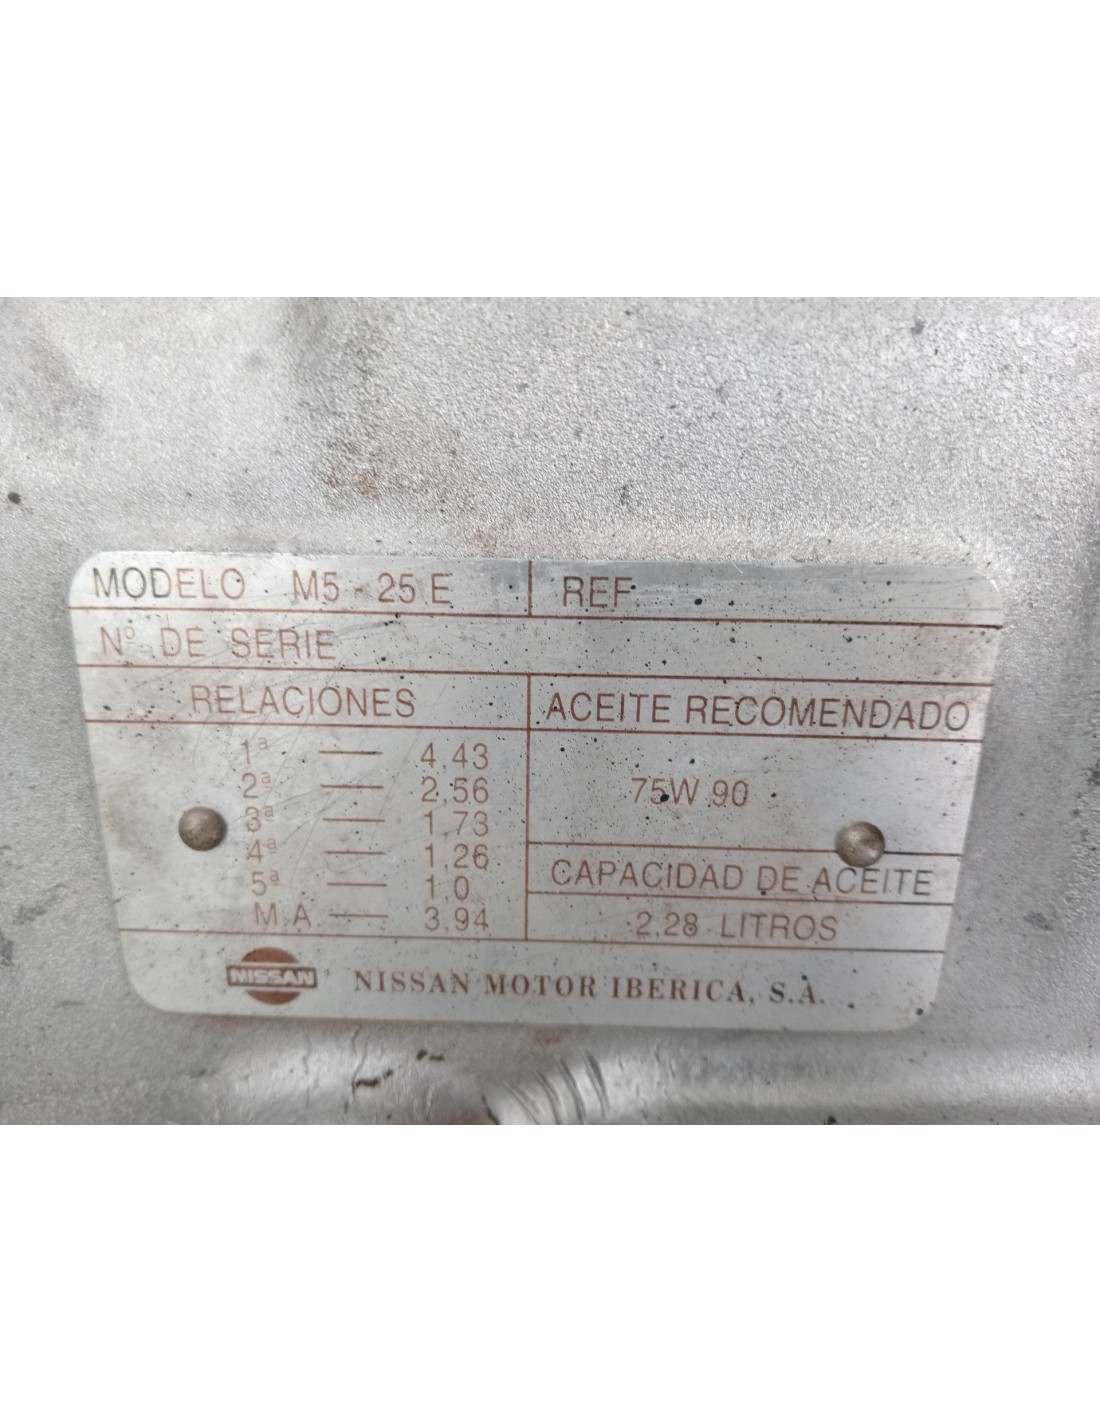 MODELO M5 - 25 E REF.
Nº DE SERIE
RELACIONES ACEITE RECOMENDADO
1ª — 4,43
2ª — 2,56
3ª — 1,73
4ª — 1,26
5ª — 1,0
M.A — 3,94
75W 90
CAPACIDAD DE ACEITE
2,28 LITROS
NISSAN NISSAN MOTOR IBERICA, S.A.